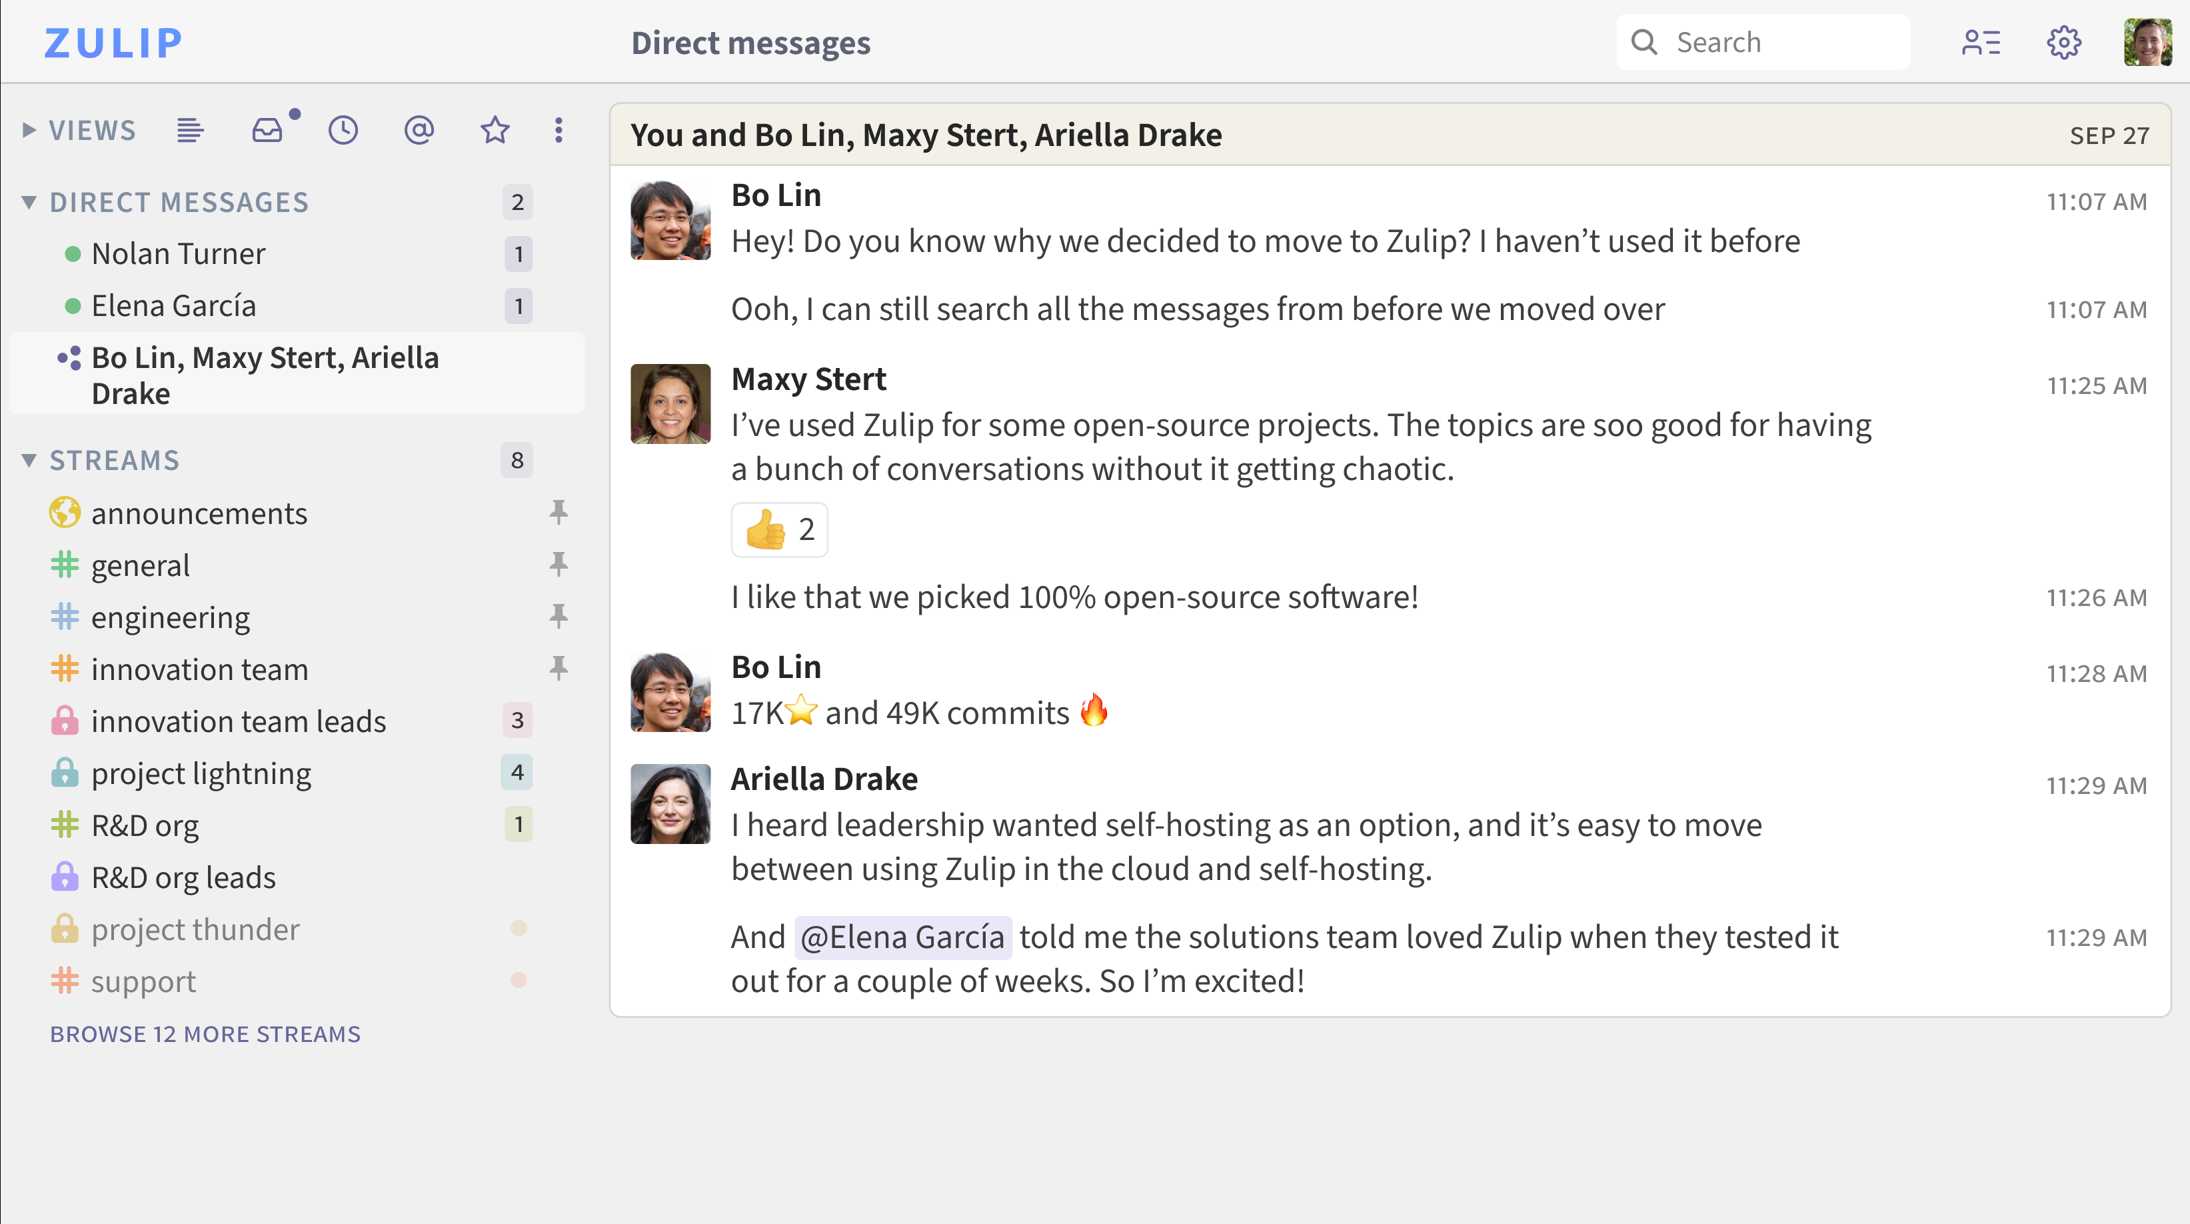 ZULIP
Direct messages
Search
VIEWS
DIRECT MESSAGES 2
Nolan Turner 1
Elena García 1
Bo Lin, Maxy Stert, Ariella
Drake
STREAMS 8
announcements
general
engineering
innovation team
innovation team leads 3
project lightning 4
R&D org 1
R&D org leads
project thunder
support
BROWSE 12 MORE STREAMS
You and Bo Lin, Maxy Stert, Ariella Drake SEP 27
Bo Lin 11:07 AM
Hey! Do you know why we decided to move to Zulip? I haven’t used it before
Ooh, I can still search all the messages from before we moved over 11:07 AM
Maxy Stert 11:25 AM
I’ve used Zulip for some open-source projects. The topics are soo good for having
a bunch of conversations without it getting chaotic.
👍 2
I like that we picked 100% open-source software! 11:26 AM
Bo Lin 11:28 AM
17K⭐ and 49K commits 🔥
Ariella Drake 11:29 AM
I heard leadership wanted self-hosting as an option, and it’s easy to move
between using Zulip in the cloud and self-hosting.
And @Elena García told me the solutions team loved Zulip when they tested it 11:29 AM
out for a couple of weeks. So I’m excited!